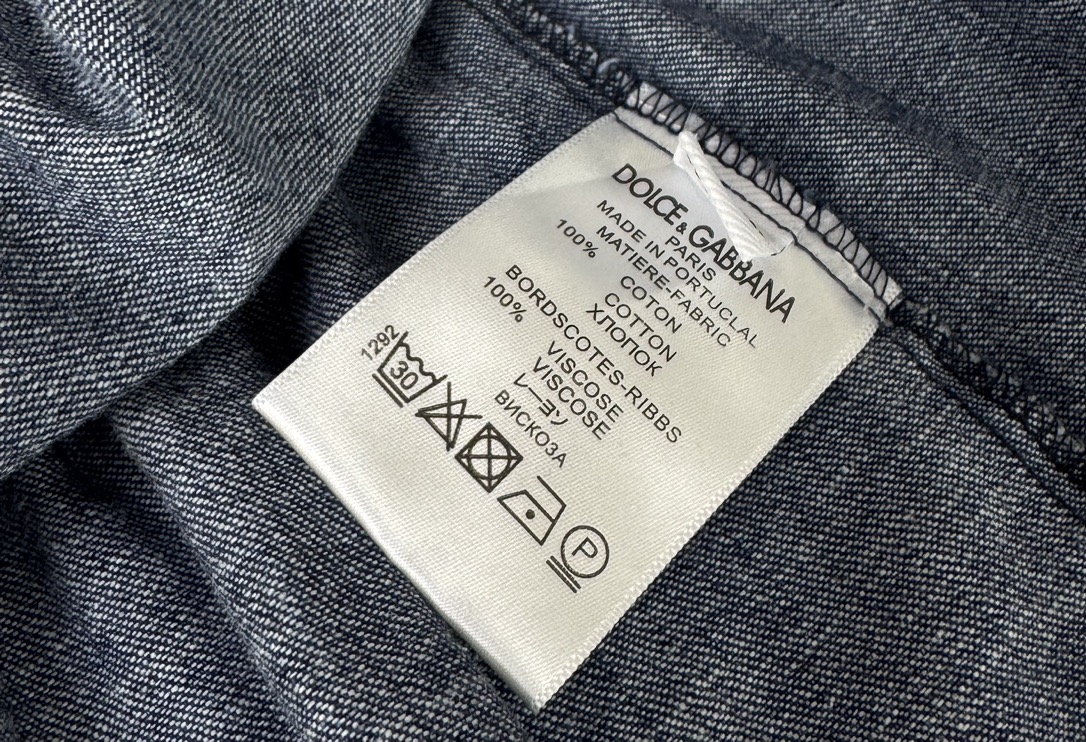 DOLCE & GABBANA
PARIS
MADE IN PORTUCLAL
MATIERE-FABRIC
100% COTON
COTTON
ХЛОПОК
BORDSCOTES-RIBBS
100% VISCOSE
VISCOSE
レーヨン
ВИСКОЗА
1292
30
P